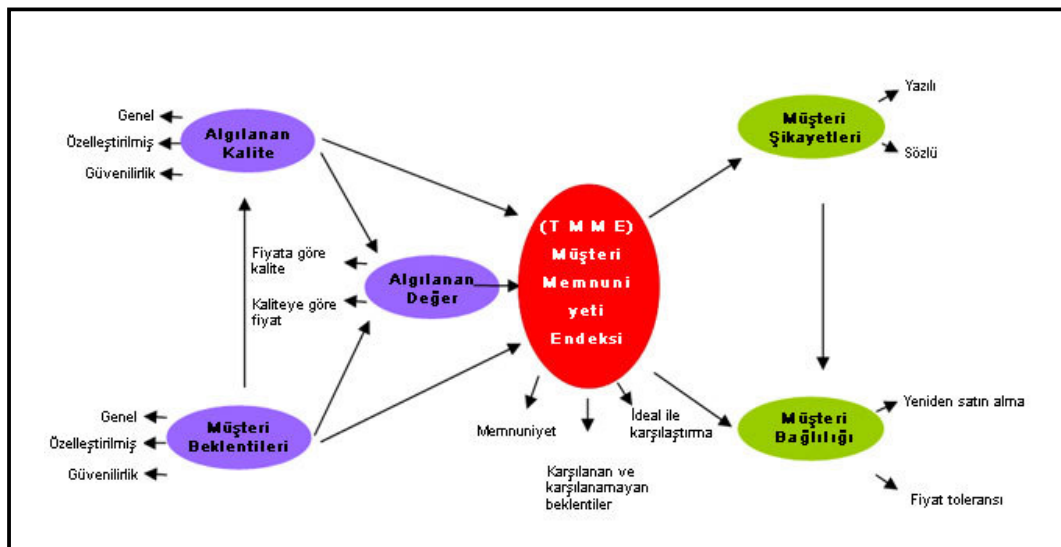 Genel
Özelleştirilmiş
Güvenilirlik
Algılanan
Kalite
Fiyata göre
kalite
Kaliteye göre
fiyat
Algılanan
Değer
Genel
Özelleştirilmiş
Güvenilirlik
Müşteri
Beklentileri
(T M M E)
Müşteri
Memnuni
yeti
Endeksi
Memnuniyet
Karşılanan ve
karşılanamayan
beklentiler
İdeal ile
karşılaştırma
Müşteri
Şikayetleri
Yazılı
Sözlü
Müşteri
Bağlılığı
Yeniden satın alma
Fiyat toleransı